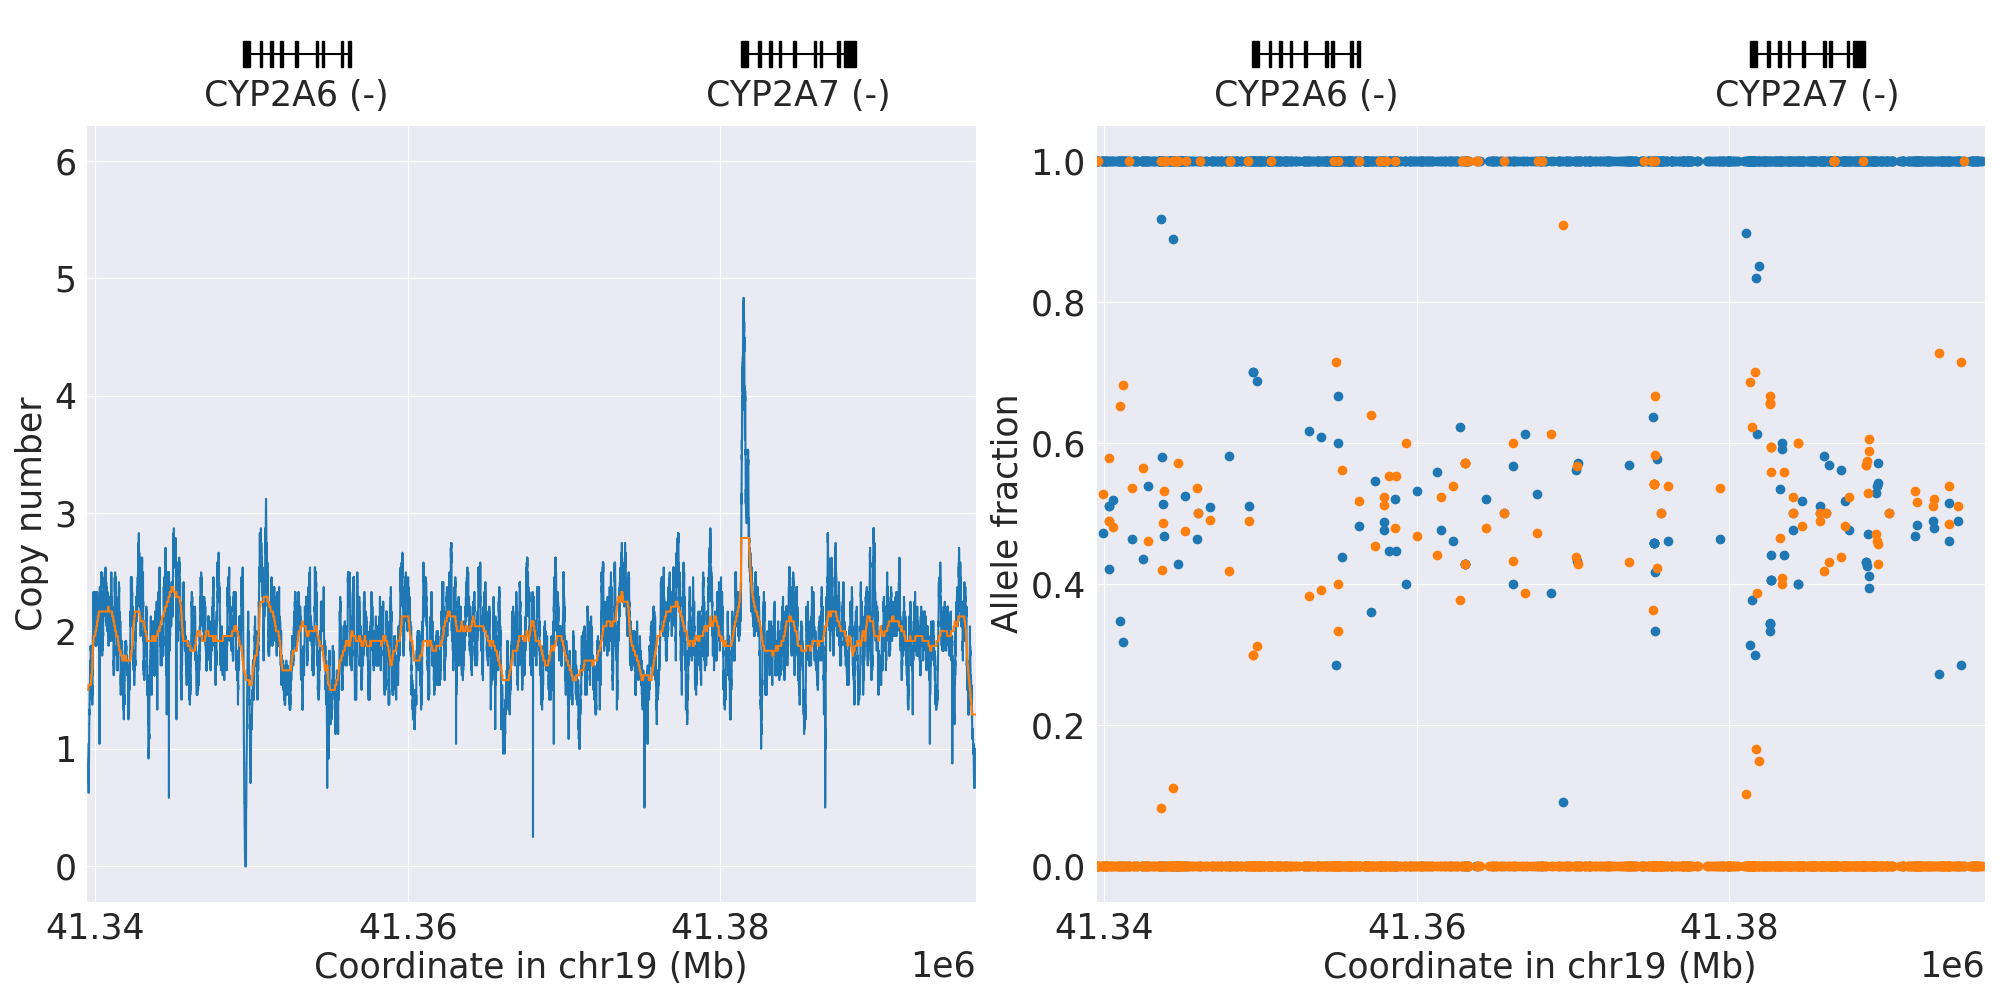 CYP2A6 (-)
CYP2A7 (-)
CYP2A6 (-)
CYP2A7 (-)
Copy number
6
5
4
3
2
1
0
41.34
41.36
41.38
Coordinate in chr19 (Mb)
1e6
Allele fraction
1.0
0.8
0.6
0.4
0.2
0.0
41.34
41.36
41.38
Coordinate in chr19 (Mb)
1e6